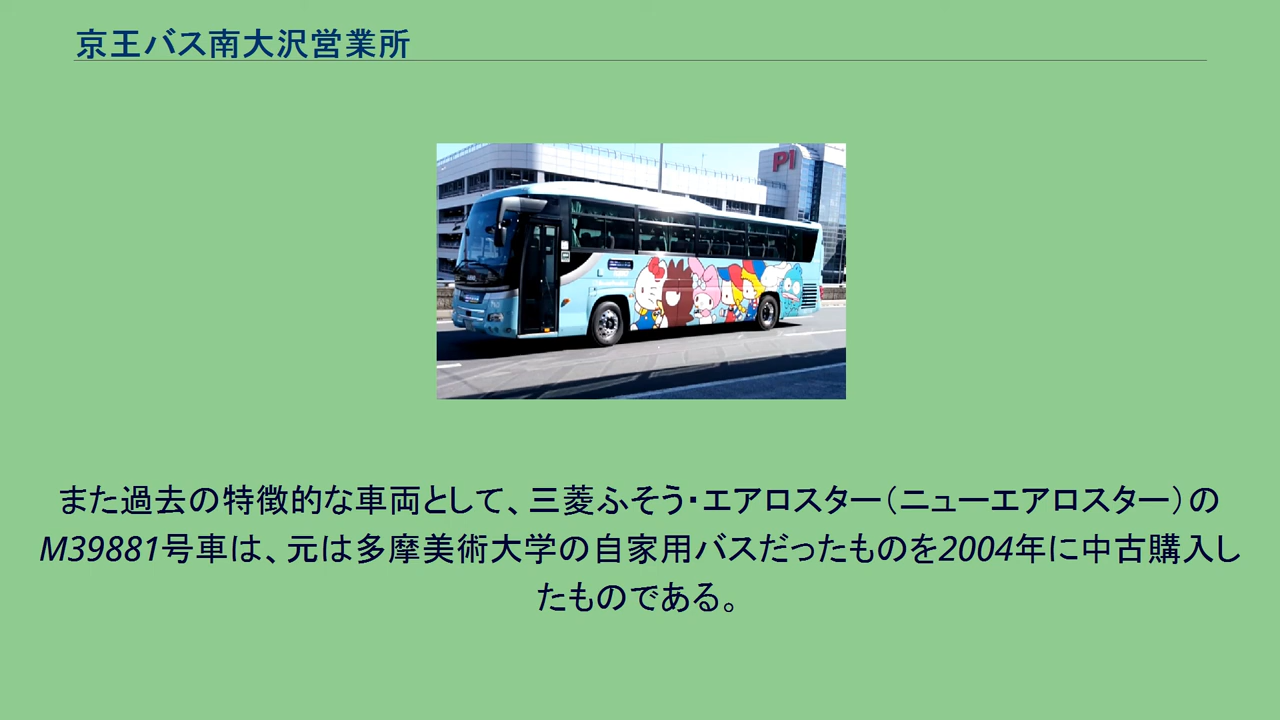 京王バス南大沢営業所
PI
また過去の特徴的な車両として、三菱ふそう・エアロスター（ニューエアロスター）の
M39881号車は、元は多摩美術大学の自家用バスだったものを2004年に中古購入し
たものである。